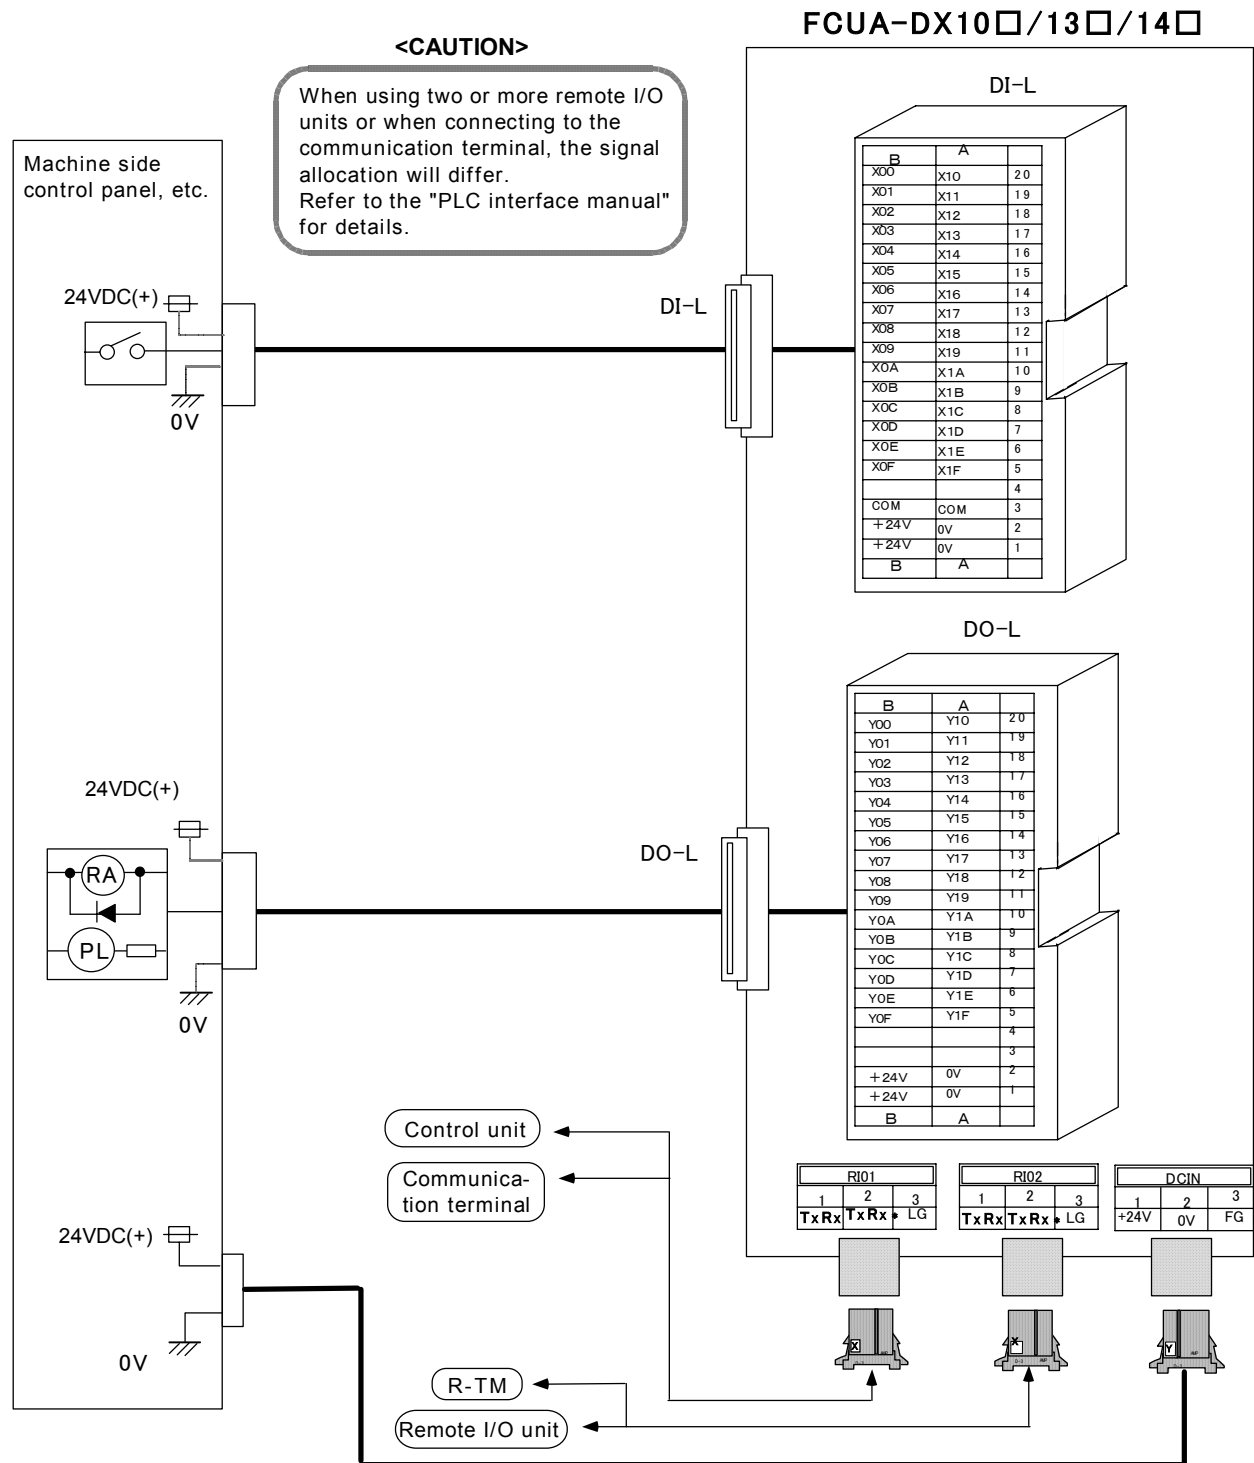 FCUA-DX10□/13□/14□
<CAUTION>
When using two or more remote I/O
units or when connecting to the
communication terminal, the signal
allocation will differ.
Refer to the "PLC interface manual"
for details.
Machine side
control panel, etc.
DI-L
B A
X00 X10 20
X01 X11 19
X02 X12 18
X03 X13 17
X04 X14 16
X05 X15 15
X06 X16 14
X07 X17 13
X08 X18 12
X09 X19 11
X0A X1A 10
X0B X1B 9
X0C X1C 8
X0D X1D 7
X0E X1E 6
X0F X1F 5
4
COM COM 3
+24V 0V 2
+24V 0V 1
B A
24VDC(+)
0V
DI-L
DO-L
B A
Y00 Y10 20
Y01 Y11 19
Y02 Y12 18
Y03 Y13 17
Y04 Y14 16
Y05 Y15 15
Y06 Y16 14
Y07 Y17 13
Y08 Y18 12
Y09 Y19 11
Y0A Y1A 10
Y0B Y1B 9
Y0C Y1C 8
Y0D Y1D 7
Y0E Y1E 6
Y0F Y1F 5
4
3
+24V 0V 2
+24V 0V 1
B A
24VDC(+)
RA
PL
0V
DO-L
Control unit
Communica-
tion terminal
RIO1
1 2 3
TxRx TxRx* LG
RIO2
1 2 3
TxRx TxRx* LG
DCIN
1 2 3
+24V 0V FG
24VDC(+)
0V
X
X
Y
R-TM
Remote I/O unit